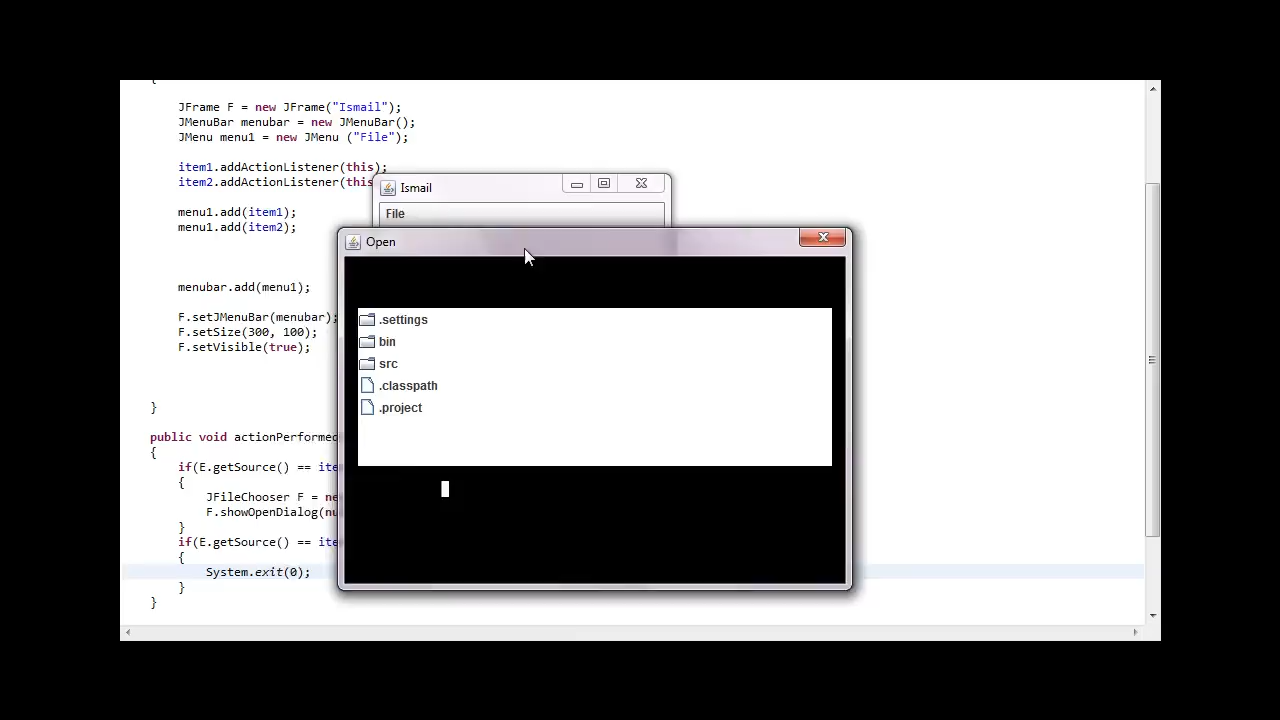 {
JFrame F = new JFrame("Ismail");
JMenuBar menubar = new JMenuBar();
JMenu menu1 = new JMenu ("File");
item1.addActionListener(this);
item2.addActionListener(this
menu1.add(item1);
menu1.add(item2);
menubar.add(menu1);
F.setJMenuBar(menubar);
F.setSize(300, 100);
F.setVisible(true);
}
public void actionPerformed
{
if(E.getSource() == ite
{
JFileChooser F = ne
F.showOpenDialog(nu
}
if(E.getSource() == ite
{
System.exit(0);
}
}
Ismail
File
Open
.settings
bin
src
.classpath
.project